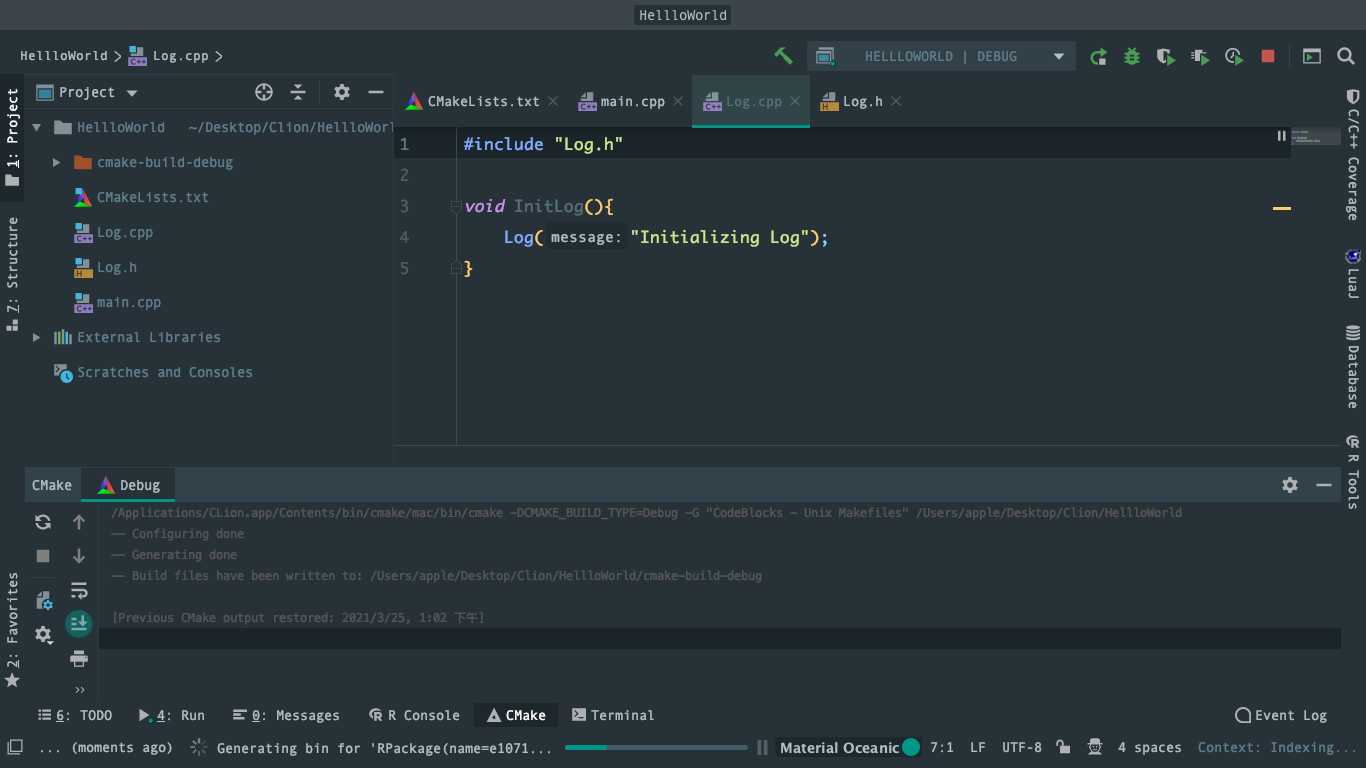 HellloWorld
HellloWorld
Log.cpp
HELLLOWORLD | DEBUG
Project
CMakeLists.txt
main.cpp
Log.cpp
Log.h
1: Project
Z: Structure
2: Favorites
HellloWorld ~/Desktop/Clion/HellloWorl
cmake-build-debug
CMakeLists.txt
Log.cpp
Log.h
main.cpp
External Libraries
Scratches and Consoles
1 #include "Log.h"
2
3 void InitLog(){
4 Log( message: "Initializing Log");
5 }
C/C++ Coverage
LuaJ
Database
R Tools
CMake
Debug
/Applications/CLion.app/Contents/bin/cmake/mac/bin/cmake -DCMAKE_BUILD_TYPE=Debug -G "CodeBlocks - Unix Makefiles" /Users/apple/Desktop/Clion/HellloWorld
-- Configuring done
-- Generating done
-- Build files have been written to: /Users/apple/Desktop/Clion/HellloWorld/cmake-build-debug
[Previous CMake output restored: 2021/3/25, 1:02 下午]
6: TODO
4: Run
0: Messages
R Console
CMake
Terminal
Event Log
... (moments ago)
Generating bin for 'RPackage(name=e1071...
Material Oceanic
7:1
LF
UTF-8
4 spaces
Context: Indexing...